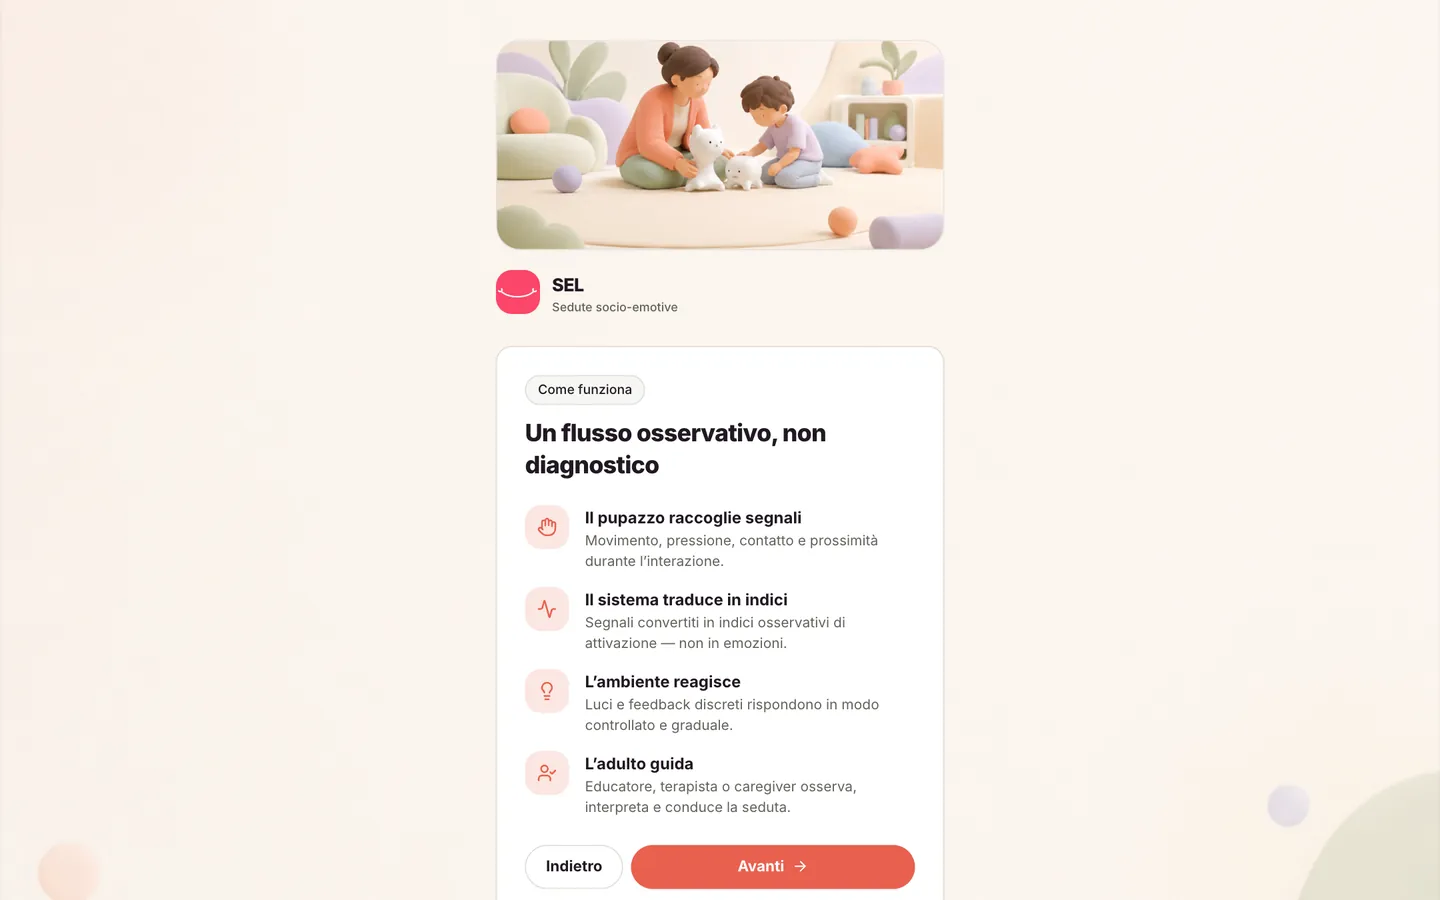 SEL
Sedute socio-emotive
Come funziona
Un flusso osservativo, non
diagnostico
Il pupazzo raccoglie segnali
Movimento, pressione, contatto e prossimità
durante l’interazione.
Il sistema traduce in indici
Segnali convertiti in indici osservativi di
attivazione — non in emozioni.
L’ambiente reagisce
Luci e feedback discreti rispondono in modo
controllato e graduale.
L’adulto guida
Educatore, terapista o caregiver osserva,
interpreta e conduce la seduta.
Indietro
Avanti →